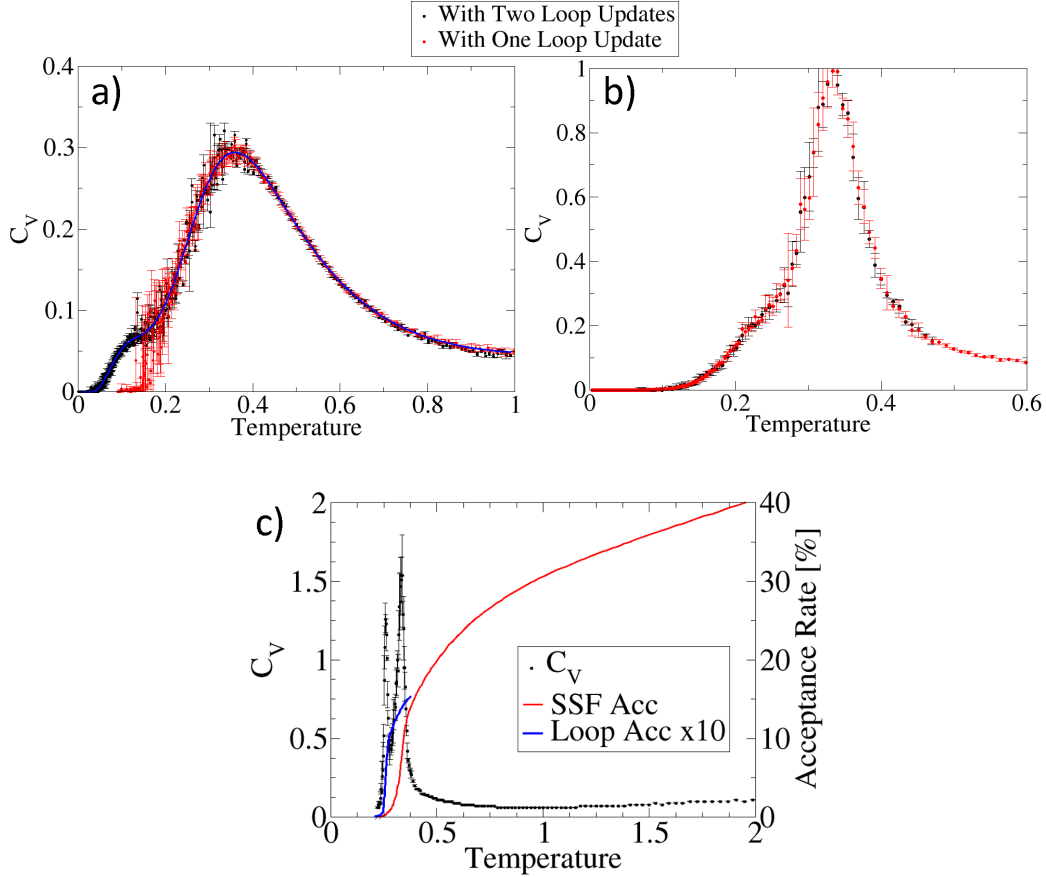 With Two Loop Updates
With One Loop Update
a)
0.4
0.3
0.2
0.1
0
C_V
0 0.2 0.4 0.6 0.8 1
Temperature
b)
1
0.8
0.6
0.4
0.2
0
C_V
0.2 0.4 0.6
Temperature
c)
2
1.5
1
0.5
0
C_V
40
30
20
10
0
Acceptance Rate [%]
C_V
SSF Acc
Loop Acc x10
0.5 1 1.5 2
Temperature